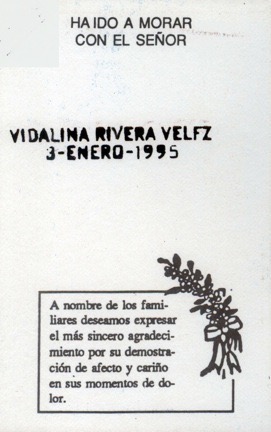 HA IDO A MORAR
CON EL SEÑOR
VIDALINA RIVERA VELFZ
3-ENERO-1995
A nombre de los fami-
liares deseamos expresar
el más sincero agradeci-
miento por su demostra-
ción de afecto y cariño
en sus momentos de do-
lor.